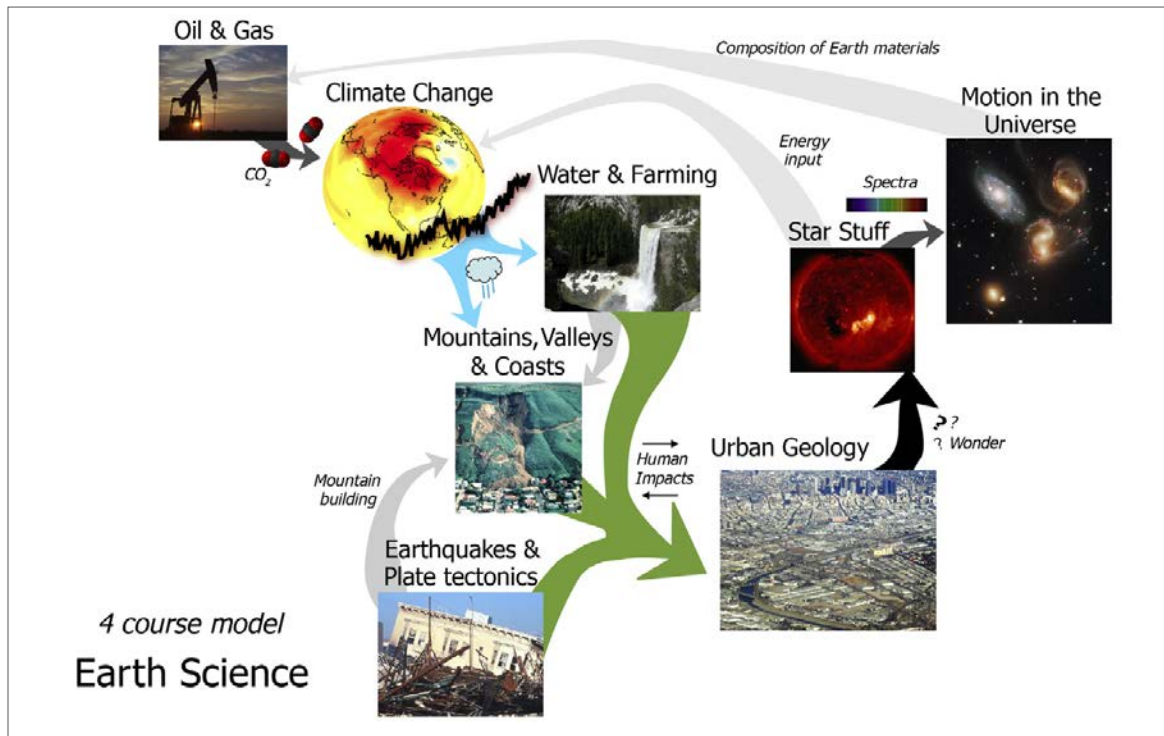 Oil & Gas
Composition of Earth materials
Climate Change
Motion in the
Universe
Energy
input
CO₂
Water & Farming
Spectra
Star Stuff
Mountains, Valleys
& Coasts
? ?
? Wonder
Urban Geology
Human
Impacts
Mountain
building
Earthquakes &
Plate tectonics
4 course model
Earth Science